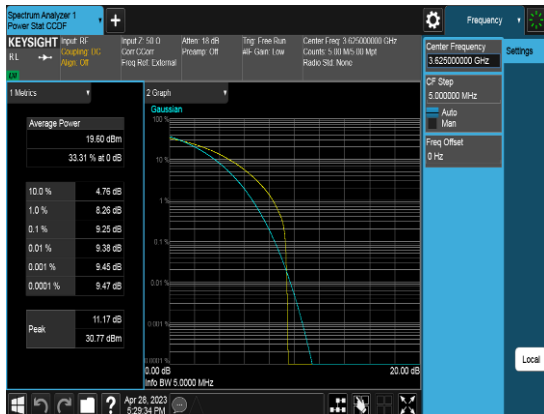 Spectrum Analyzer 1
Power Stat CCDF
Frequency
KEYSIGHT
RL
Input: RF
Coupling: DC
Align: Off
Input Z: 50 Ω
Corr CCorr
Freq Ref: External
Atten: 18 dB
Preamp: Off
Trig: Free Run
#IF Gain: Low
Center Freq: 3.625000000 GHz
Counts: 5.00 M/5.00 Mpt
Radio Std: None
Center Frequency
3.625000000 GHz
Settings
CF Step
5.000000 MHz
Auto
Man
Freq Offset
0 Hz
Local
1 Metrics
Average Power
19.60 dBm
33.31 % at 0 dB
10.0 % 4.76 dB
1.0 % 8.26 dB
0.1 % 9.25 dB
0.01 % 9.38 dB
0.001 % 9.45 dB
0.0001 % 9.47 dB
Peak
11.17 dB
30.77 dBm
2 Graph
Gaussian
100 %
10 %
1 %
0.1 %
0.01 %
0.001 %
0.0001 %
0.00 dB
20.00 dB
Info BW 5.0000 MHz
?
Apr 28, 2023
5:29:34 PM